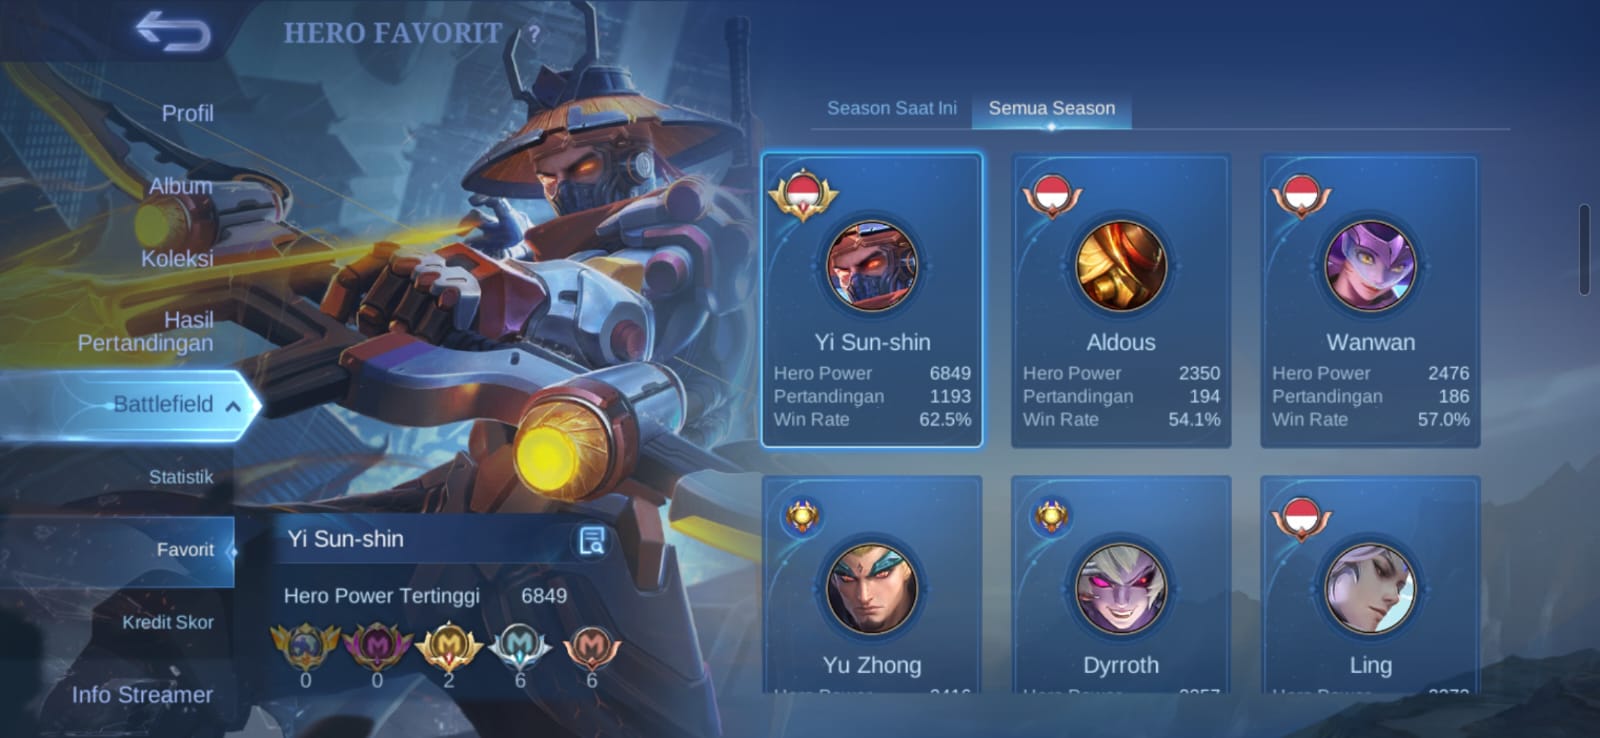 HERO FAVORIT ?
Profil
Album
Koleksi
Hasil
Pertandingan
Battlefield
Statistik
Favorit
Kredit Skor
Info Streamer
Yi Sun-shin
Hero Power Tertinggi 6849
0 0 2 6 6
Season Saat Ini Semua Season
Yi Sun-shin
Hero Power 6849
Pertandingan 1193
Win Rate 62.5%
Aldous
Hero Power 2350
Pertandingan 194
Win Rate 54.1%
Wanwan
Hero Power 2476
Pertandingan 186
Win Rate 57.0%
Yu Zhong
Dyrroth
Ling